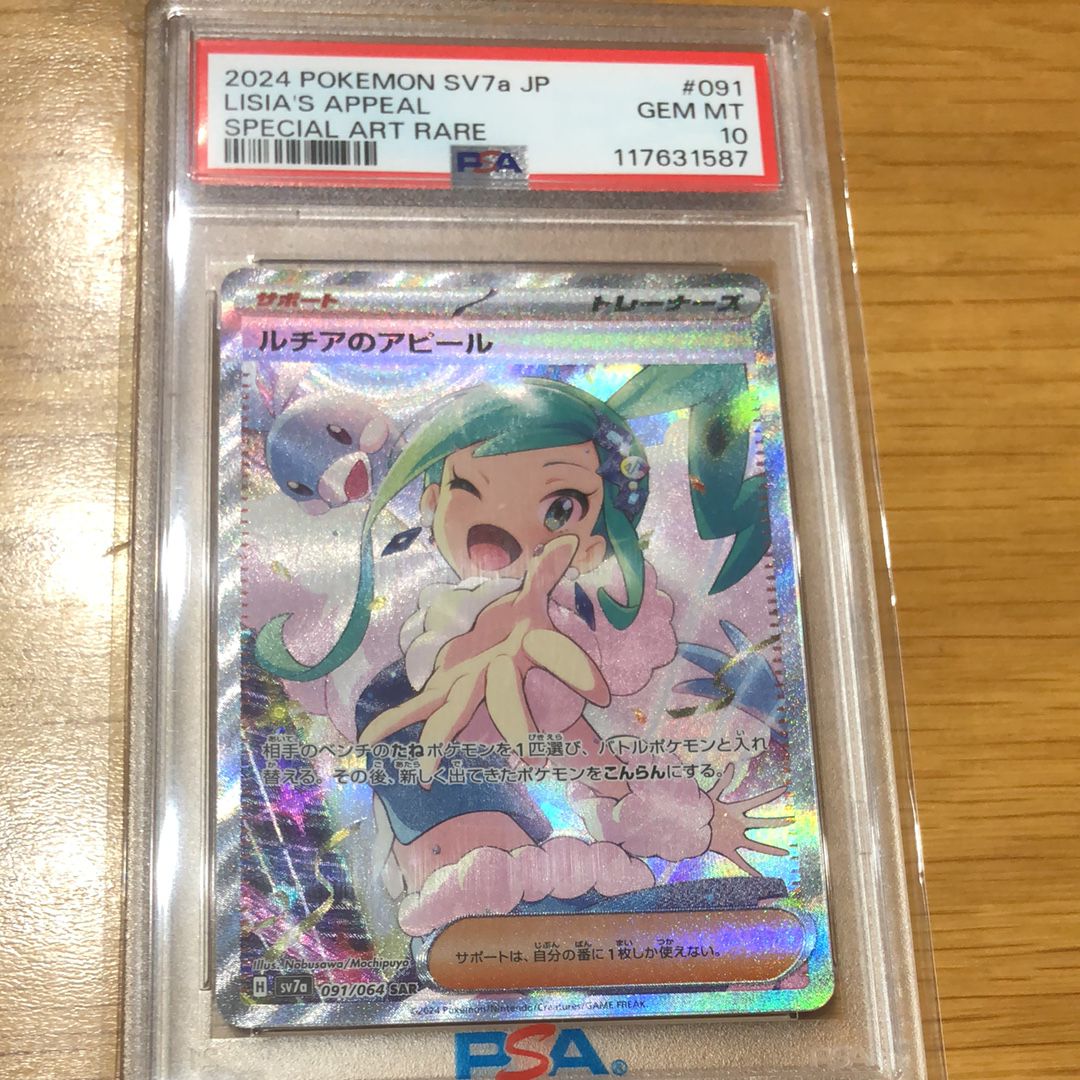 2024 POKEMON SV7a JP #091
LISIA'S APPEAL GEM MT
SPECIAL ART RARE 10
PSA 117631587
サポート トレーナーズ
ルチアのアピール
相手のベンチのたねポケモンを1匹選び、バトルポケモンと入れ
替える。その後、新しく出てきたポケモンをこんらんにする。
サポートは、自分の番に1枚しか使えない。
Illus. Nobusawa/Mochipuyo
H SV7a 091/064 SAR
©2024 Pokémon/Nintendo/Creatures/GAME FREAK.
PSA®